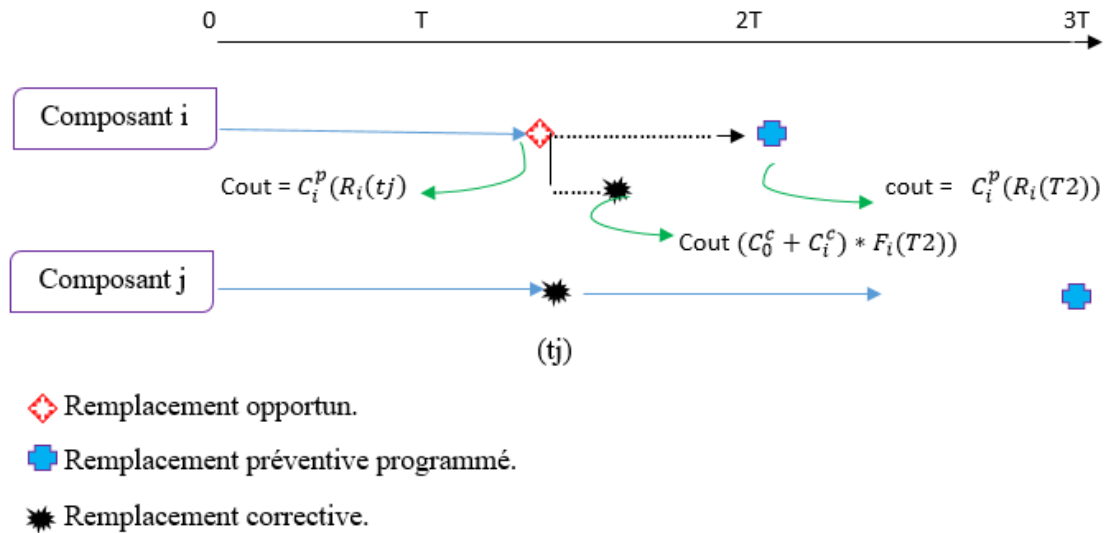 0 T 2T 3T
Composant i
Cout = $C_i^p(R_i(tj)$
cout = $C_i^p(R_i(T2))$
Cout $(C_0^c + C_i^c) * F_i(T2))$
Composant j
(tj)
Remplacement opportun.
Remplacement préventive programmé.
Remplacement corrective.